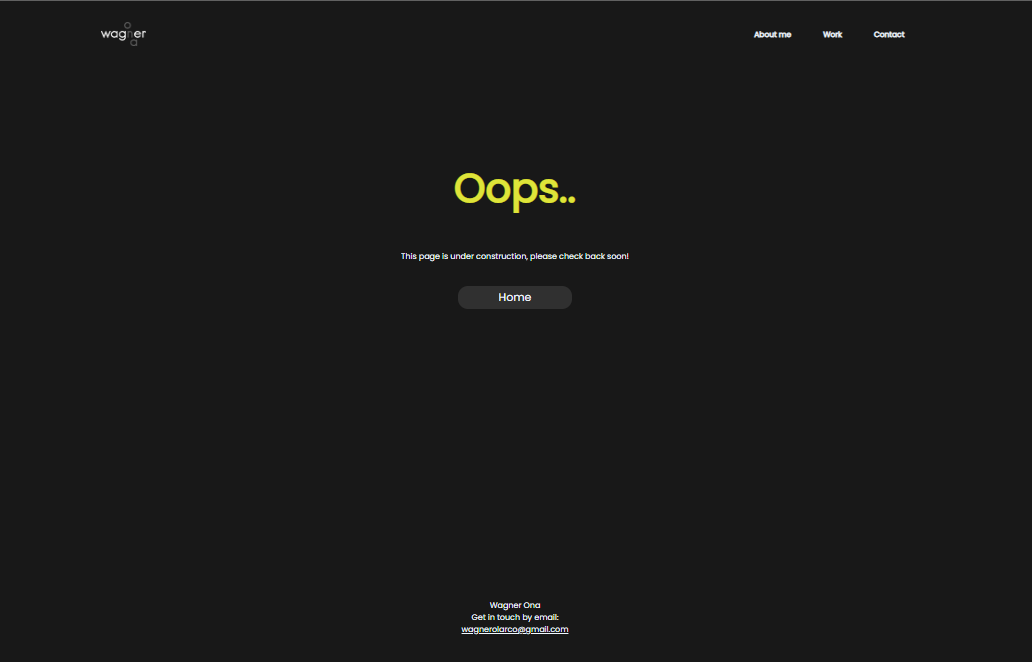 wagner
ona
About me
Work
Contact
Oops..
This page is under construction, please check back soon!
Home
Wagner Ona
Get in touch by email:
wagnerolarco@gmail.com